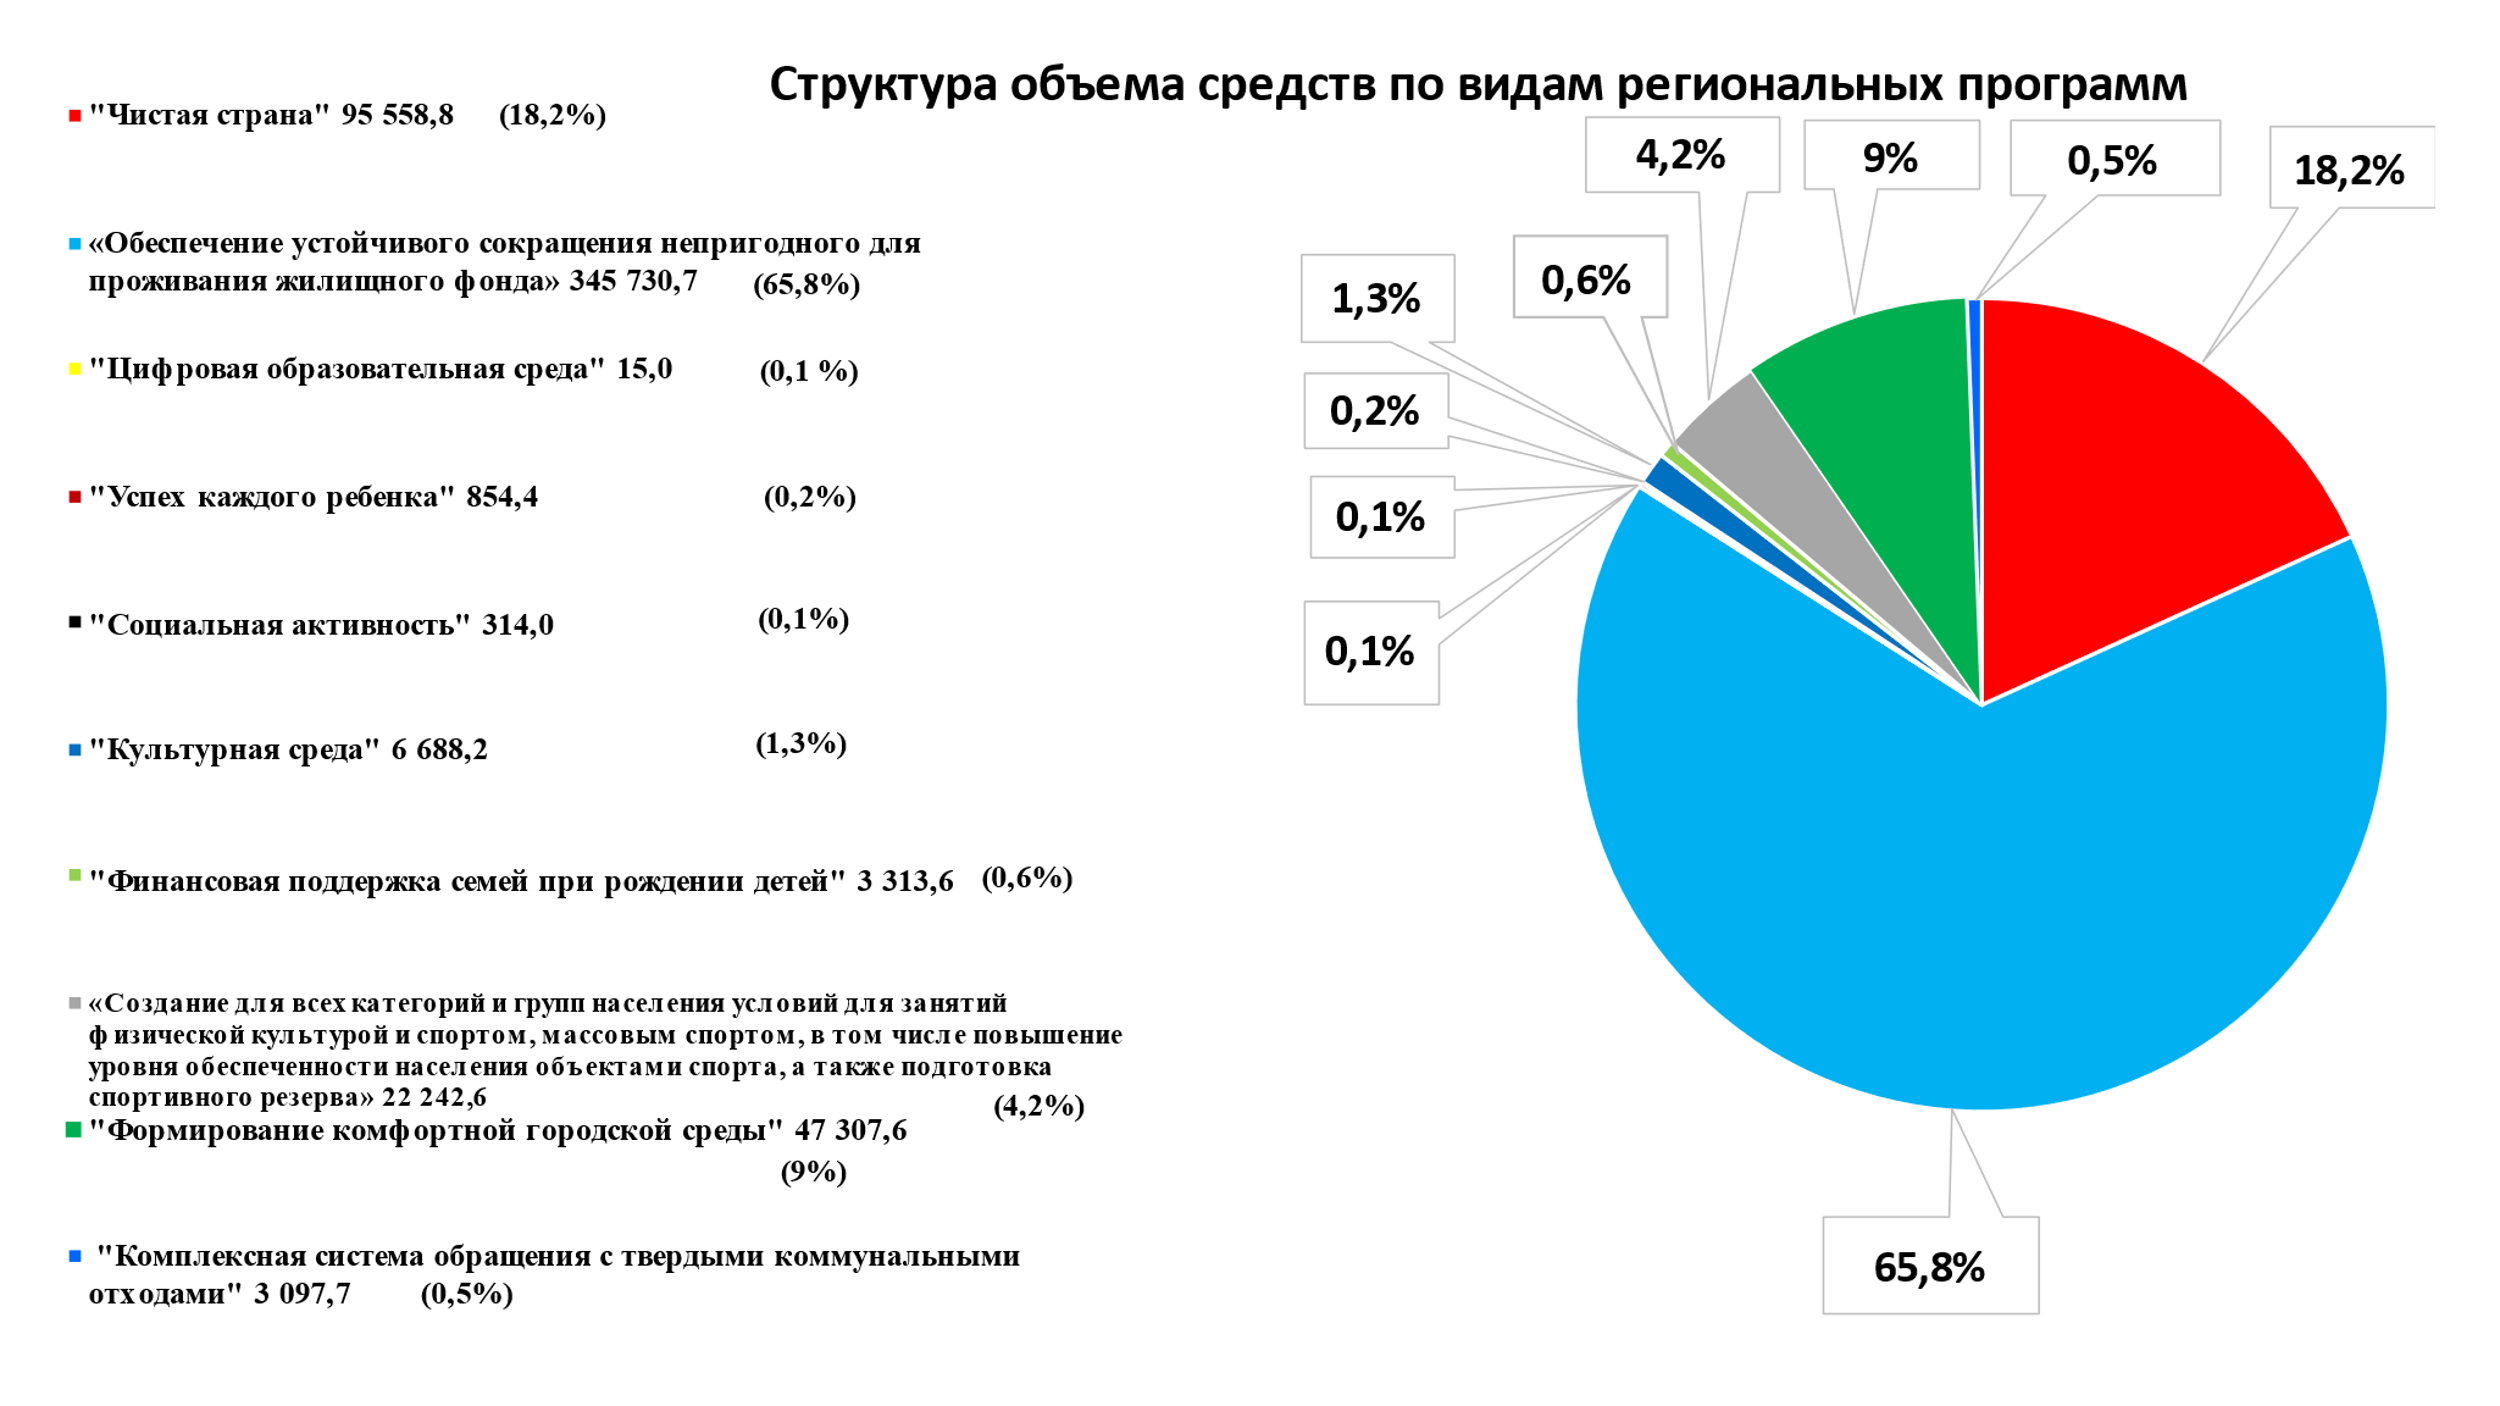 Структура объема средств по видам региональных программ
"Чистая страна" 95 558,8 (18,2%)
«Обеспечение устойчивого сокращения непригодного для
проживания жилищного фонда» 345 730,7 (65,8%)
"Цифровая образовательная среда" 15,0 (0,1 %)
"Успех каждого ребенка" 854,4 (0,2%)
"Социальная активность" 314,0 (0,1%)
"Культурная среда" 6 688,2 (1,3%)
"Финансовая поддержка семей при рождении детей" 3 313,6 (0,6%)
«Создание для всех категорий и групп населения условий для занятий
физической культурой и спортом, массовым спортом, в том числе повышение
уровня обеспеченности населения объектами спорта, а также подготовка
спортивного резерва» 22 242,6 (4,2%)
"Формирование комфортной городской среды" 47 307,6
(9%)
"Комплексная система обращения с твердыми коммунальными
отходами" 3 097,7 (0,5%)
4,2%
9%
0,5%
18,2%
0,6%
1,3%
0,2%
0,1%
0,1%
65,8%